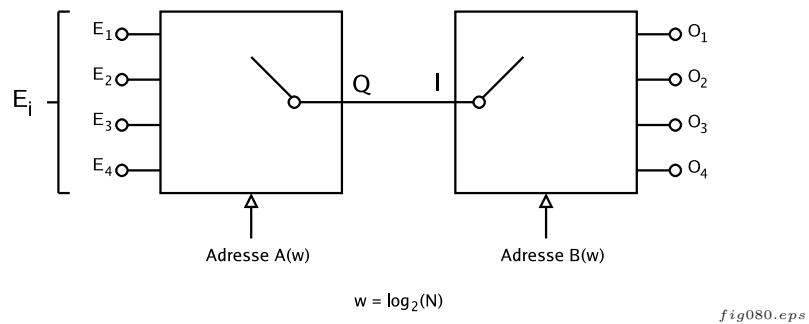 E1
E2
E3
E4
Ei
Q
I
O1
O2
O3
O4
Adresse A(w)
Adresse B(w)
w = log2(N)
fig080.eps